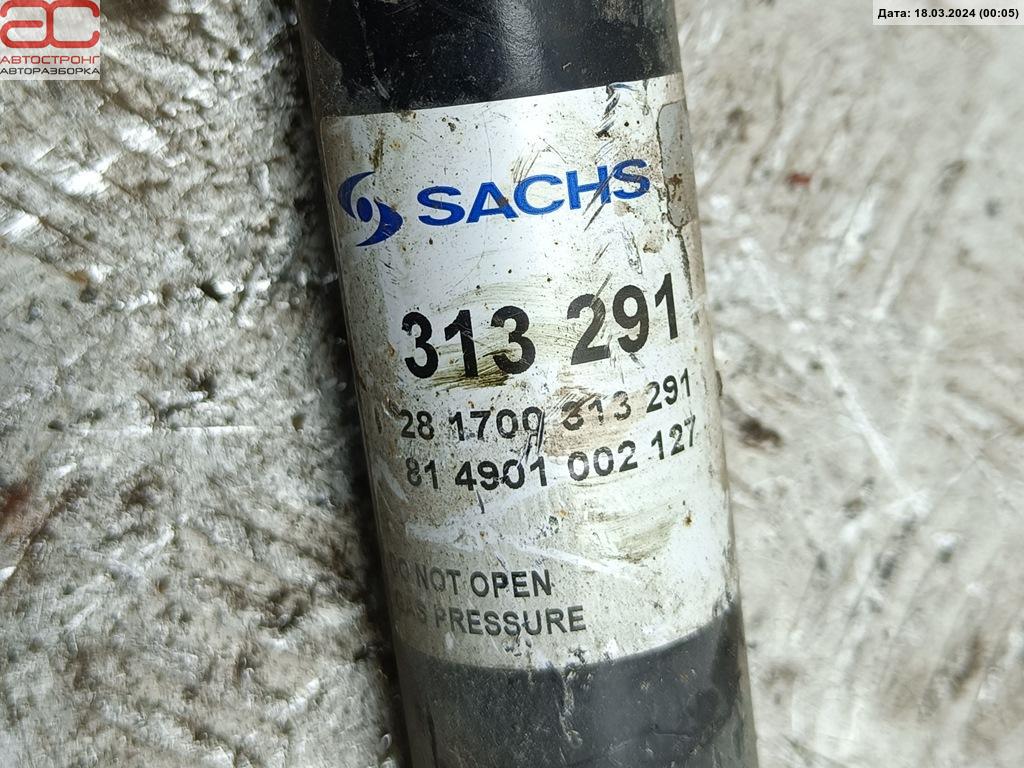 АС
АВТОСТРОНГ
АВТОРАЗБОРКА
Дата: 18.03.2024 (00:05)
SACHS
313 291
28 1700 313 291
81 4901 002 127
NOT OPEN
PRESSURE